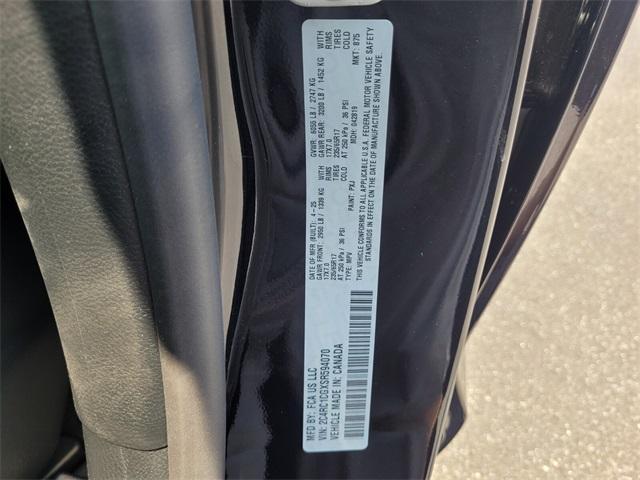 MFD BY: FCA US LLC
VIN: 2C4RC1CGXSR594070
VEHICLE MADE IN: CANADA
DATE OF MFR (BUILT): 4-25
GAWR FRONT: 2950 LB / 1339 KG WITH
17X7.0 RIMS
235/65R17 TIRES
AT 250 kPa / 36 PSI COLD
TYPE: MPV PAINT: PXJ
GVWR: 6055 LB / 2747 KG
GAWR REAR: 3200 LB / 1452 KG WITH
17X7.0 RIMS
235/65R17 TIRES
AT 250 kPa / 36 PSI COLD
MDH: 042819 MKT: B75
THIS VEHICLE CONFORMS TO ALL APPLICABLE U.S.A. FEDERAL MOTOR VEHICLE SAFETY
STANDARDS IN EFFECT ON THE DATE OF MANUFACTURE SHOWN ABOVE.